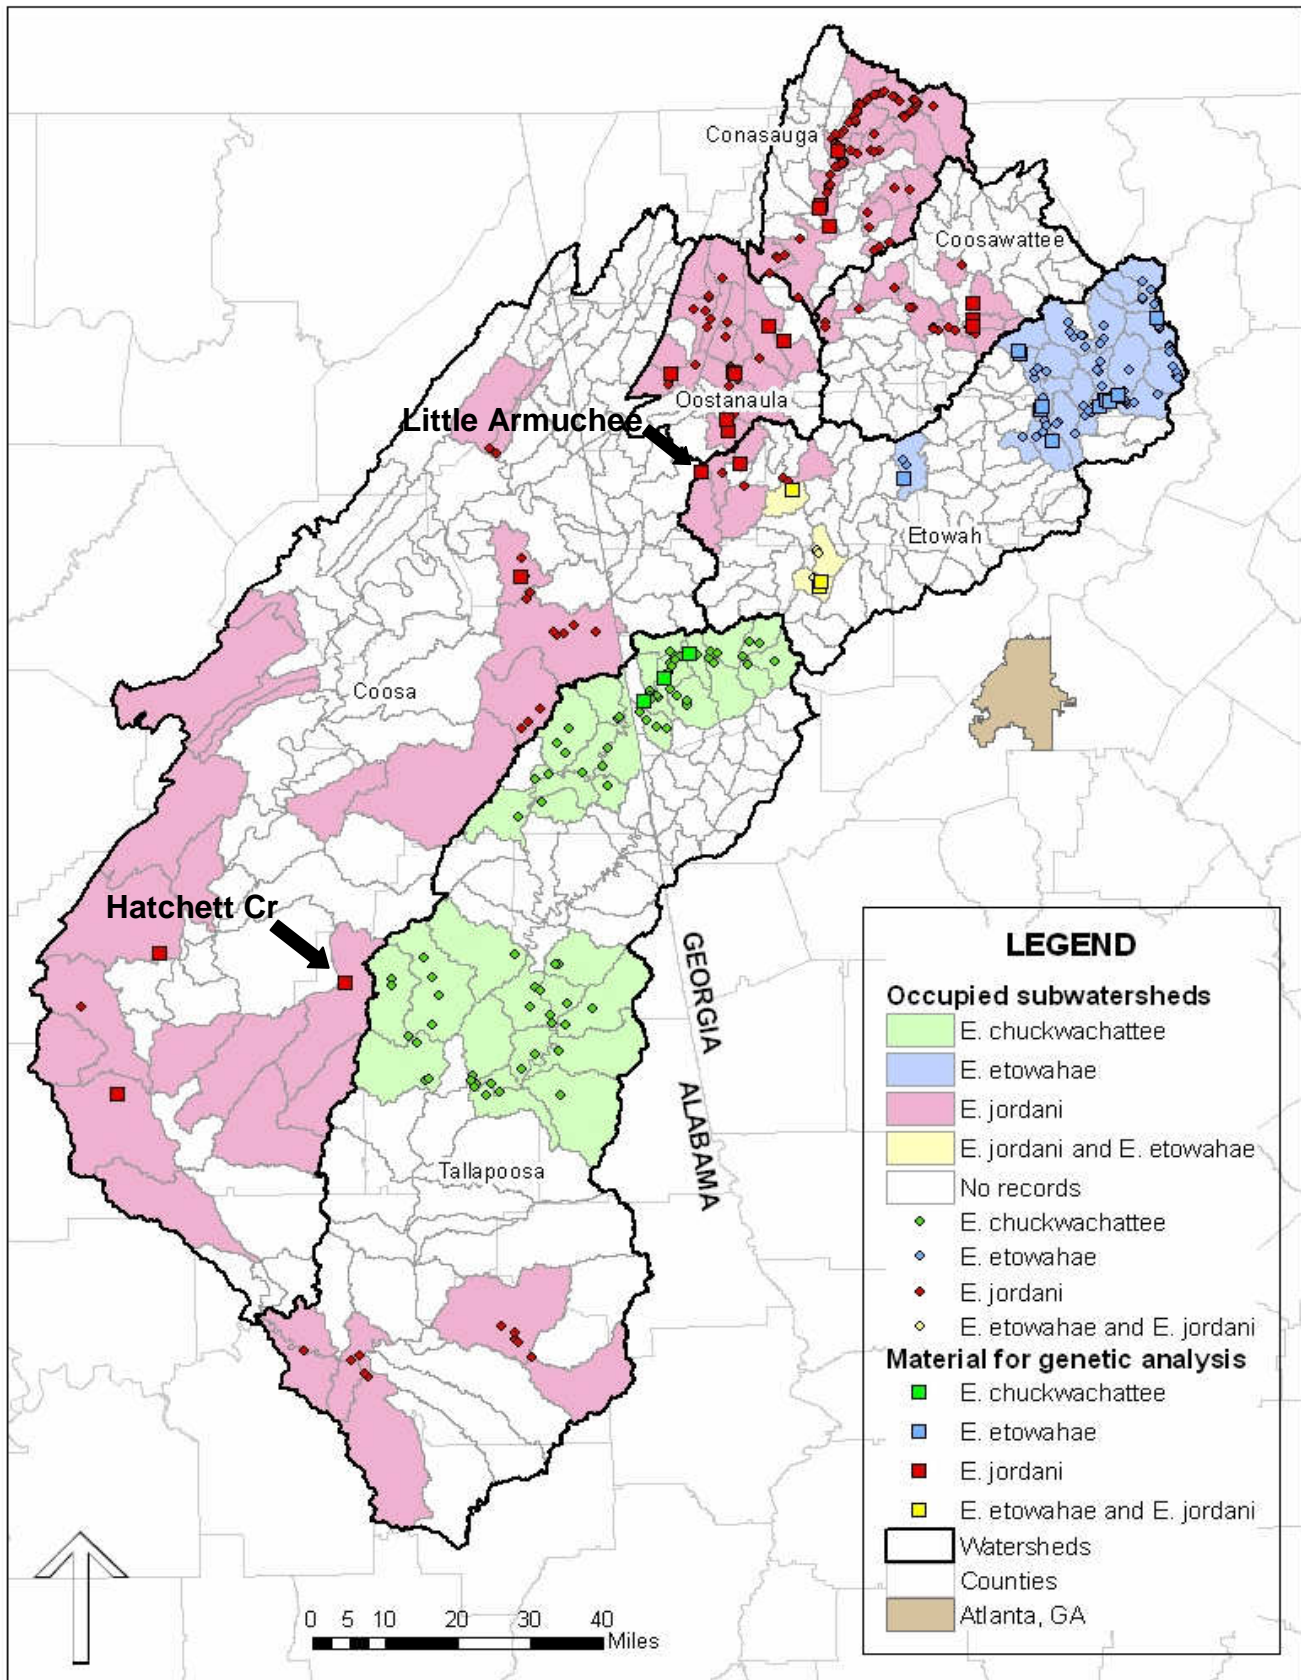 Conasauga
Coosawattee
Little Armuchee
Oostanaula
Etowah
Coosa
Hatchett Cr
GEORGIA
ALABAMA
Tallapoosa
LEGEND
Occupied subwatersheds
E. chuckwachattee
E. etowahae
E. jordani
E. jordani and E. etowahae
No records
E. chuckwachattee
E. etowahae
E. jordani
E. etowahae and E. jordani
Material for genetic analysis
E. chuckwachattee
E. etowahae
E. jordani
E. etowahae and E. jordani
Watersheds
Counties
Atlanta, GA
0 5 10 20 30 40
Miles